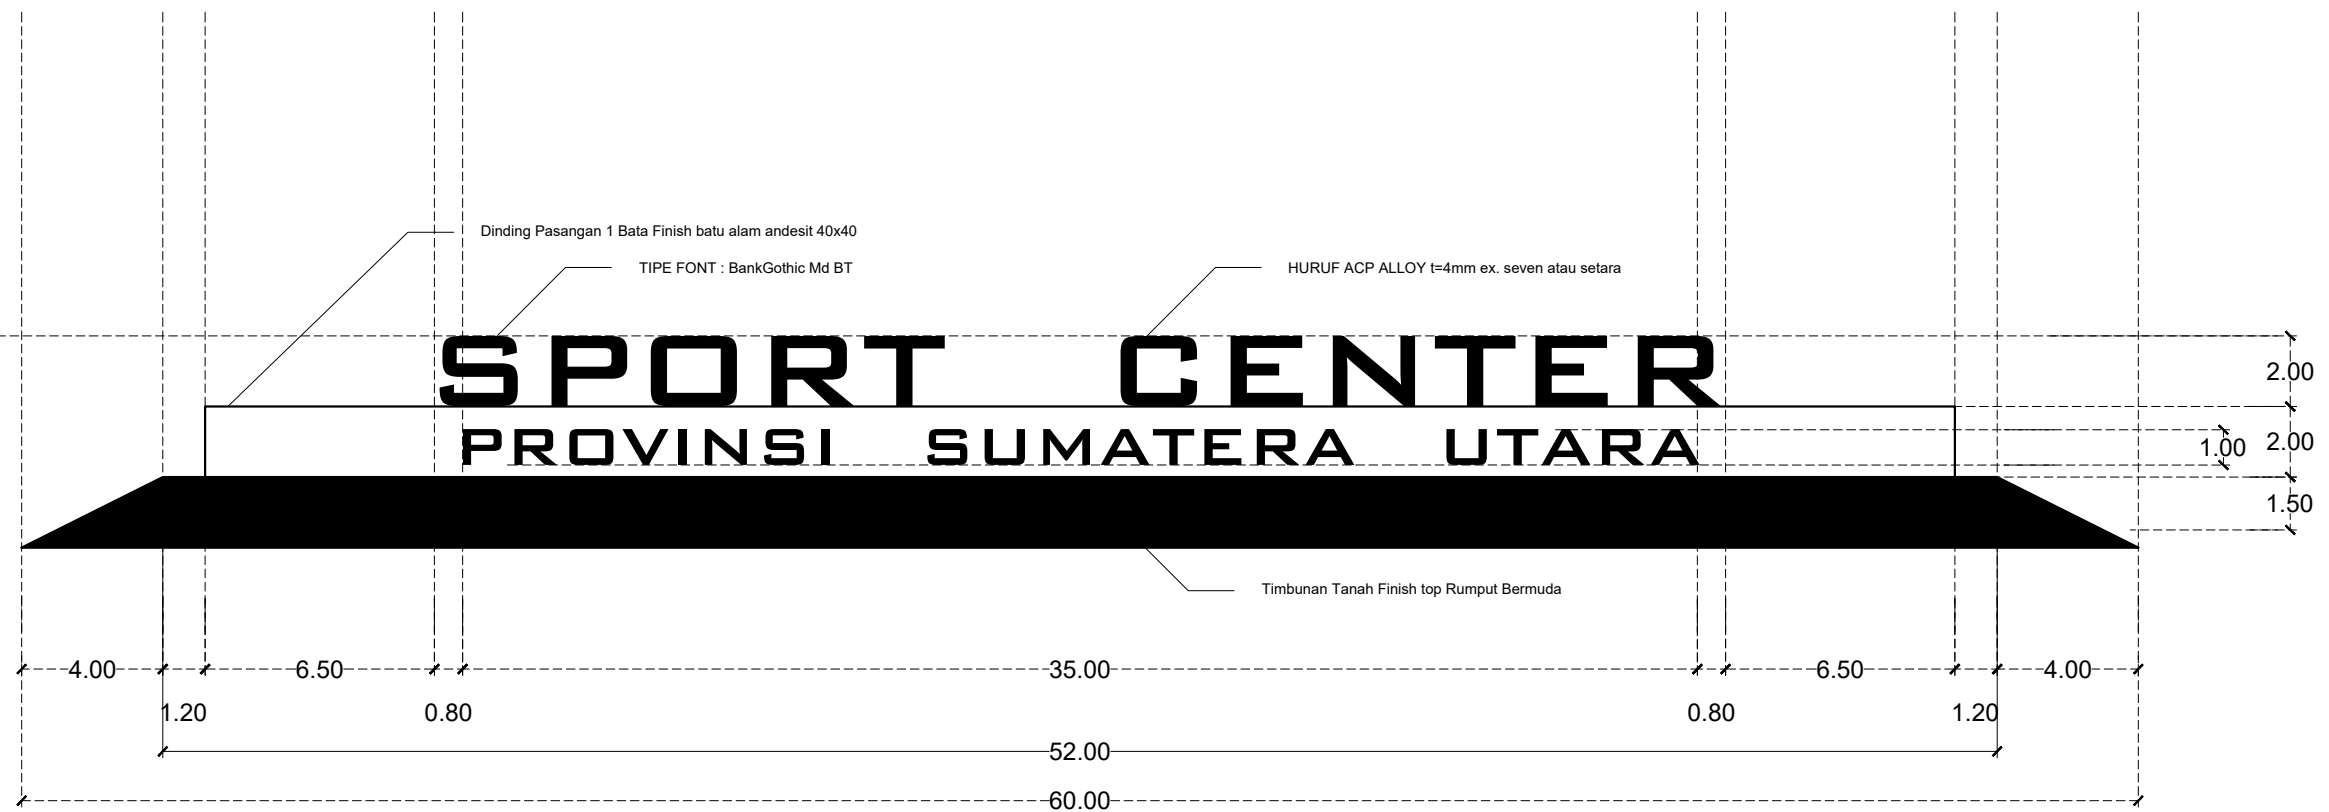 Dinding Pasangan 1 Bata Finish batu alam andesit 40x40
TIPE FONT : BankGothic Md BT
HURUF ACP ALLOY t=4mm ex. seven atau setara
SPORT CENTER
2.00
PROVINSI SUMATERA UTARA
1.00
2.00
1.50
Timbunan Tanah Finish top Rumput Bermuda
4.00
6.50
35.00
6.50
4.00
1.20
0.80
0.80
1.20
52.00
60.00